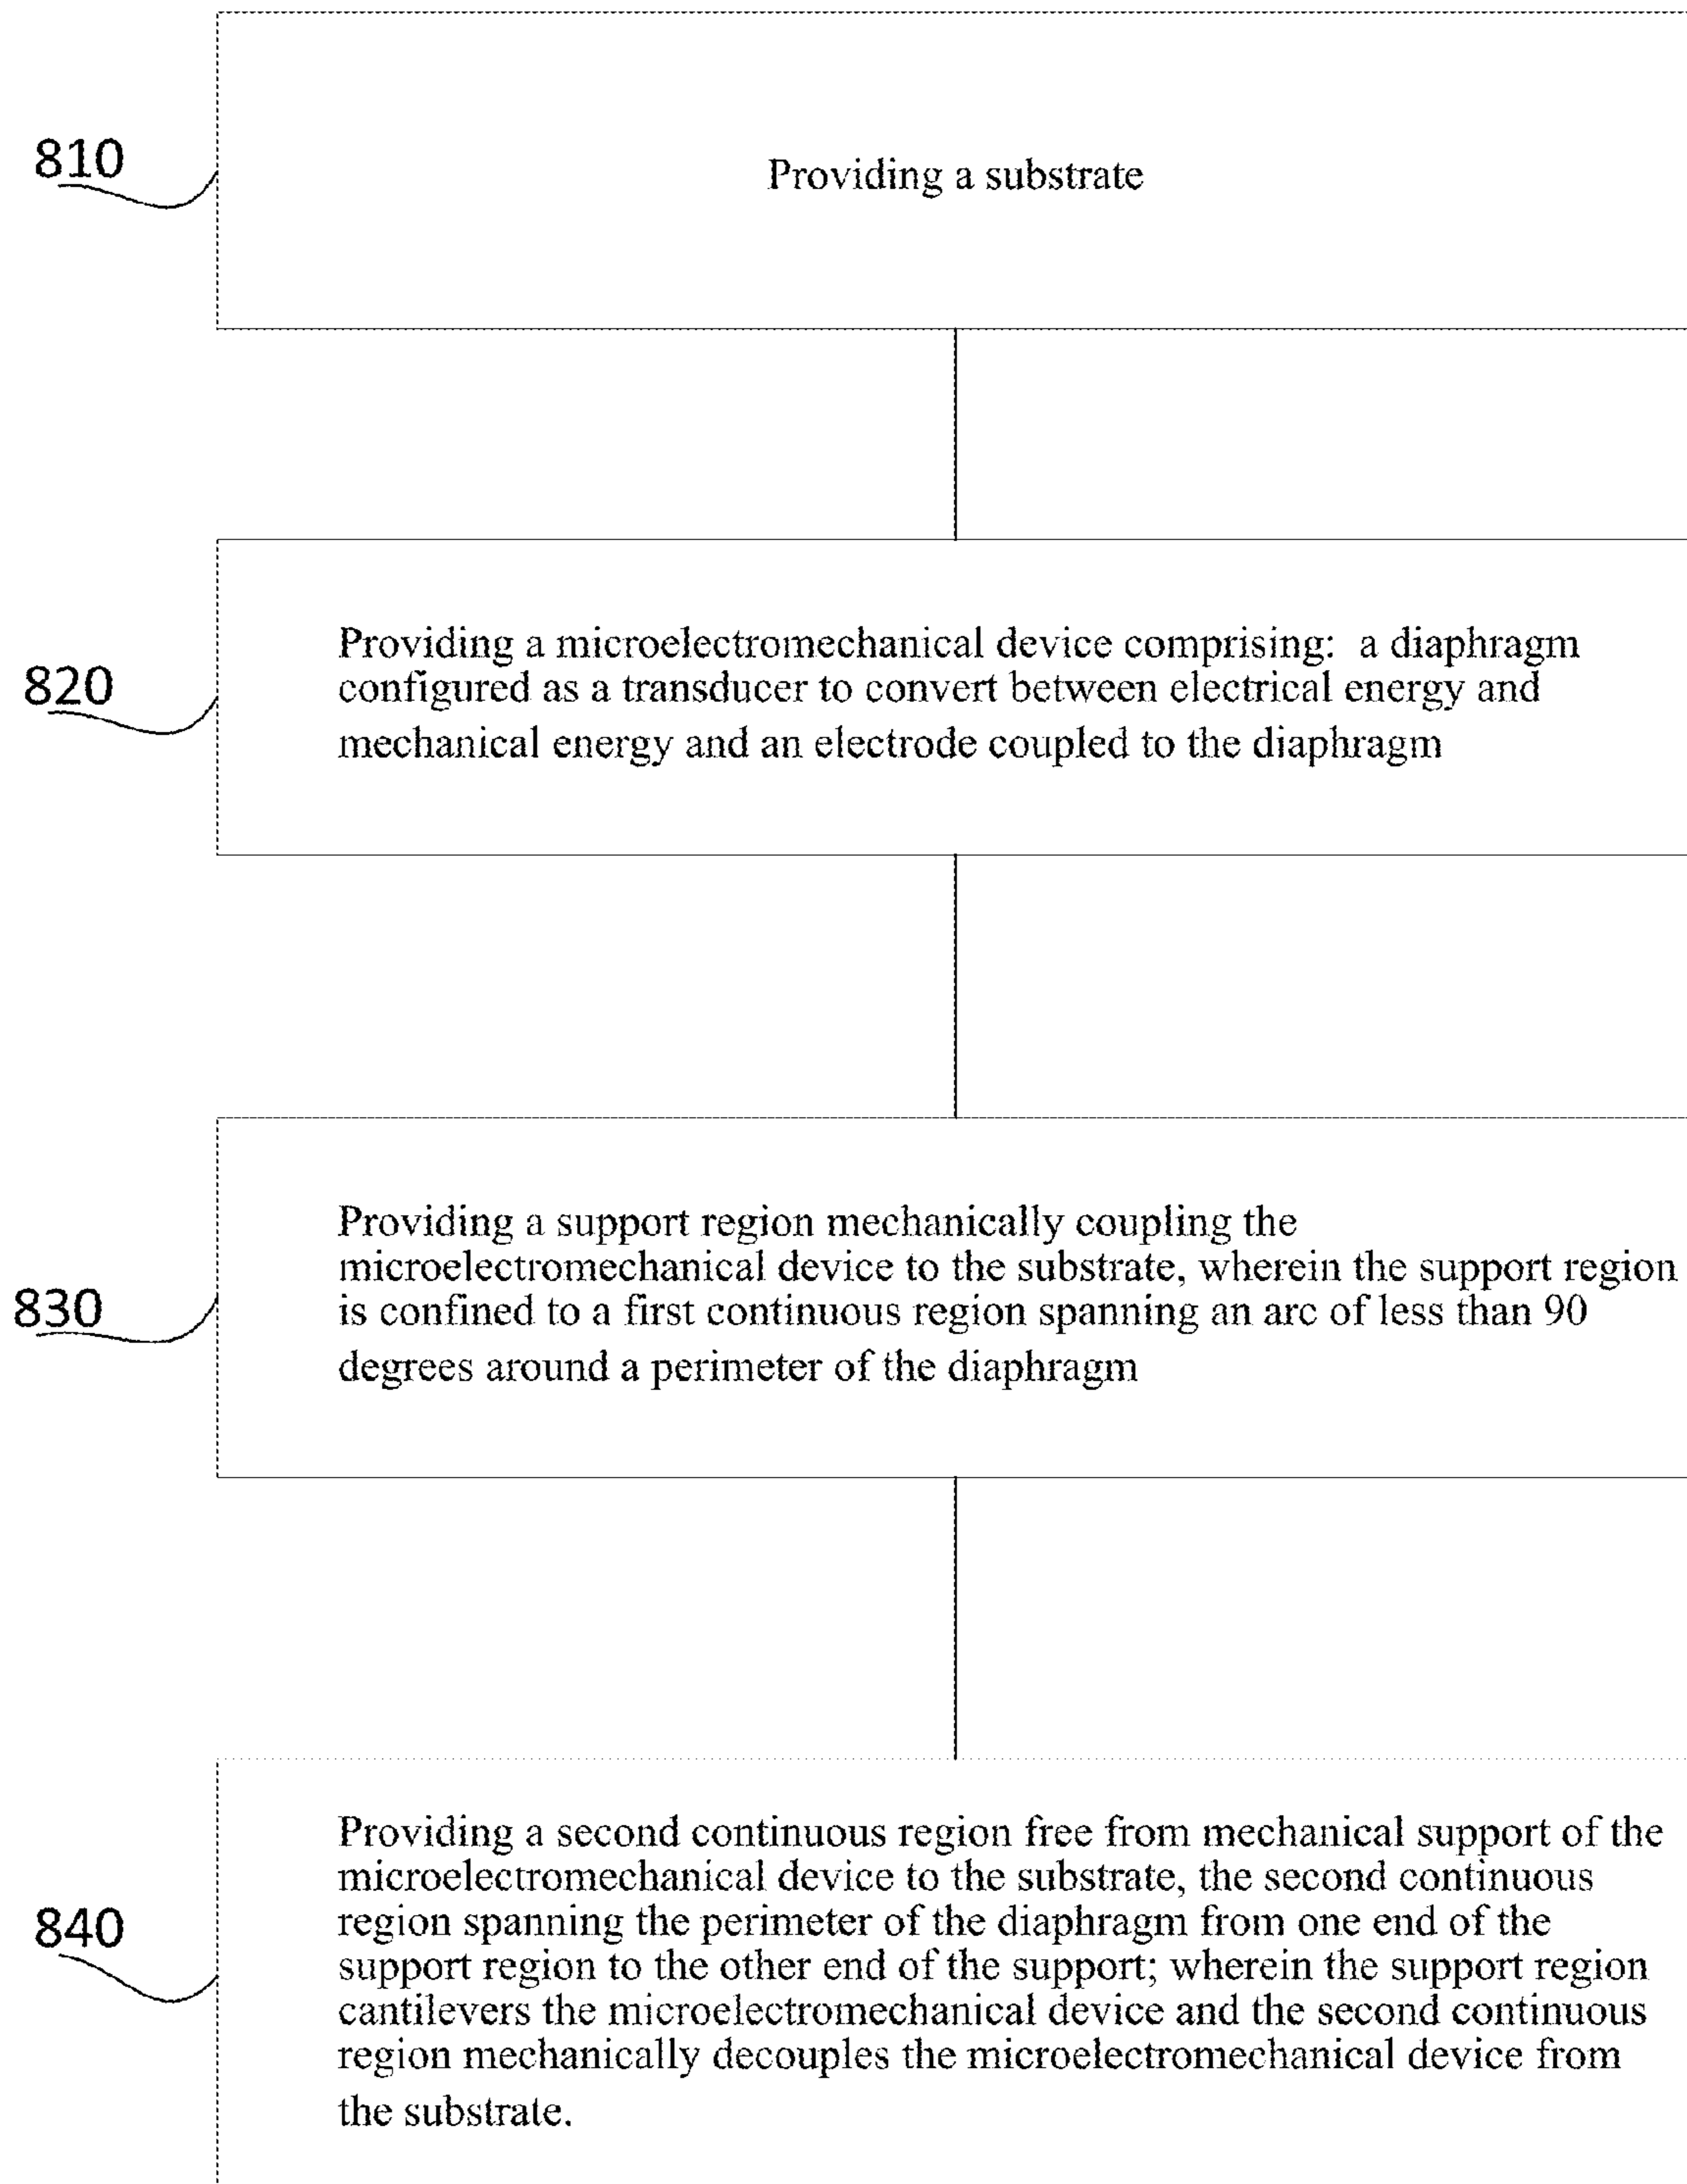 810
Providing a substrate
820
Providing a microelectromechanical device comprising: a diaphragm
configured as a transducer to convert between electrical energy and
mechanical energy and an electrode coupled to the diaphragm
830
Providing a support region mechanically coupling the
microelectromechanical device to the substrate, wherein the support region
is confined to a first continuous region spanning an arc of less than 90
degrees around a perimeter of the diaphragm
840
Providing a second continuous region free from mechanical support of the
microelectromechanical device to the substrate, the second continuous
region spanning the perimeter of the diaphragm from one end of the
support region to the other end of the support; wherein the support region
cantilevers the microelectromechanical device and the second continuous
region mechanically decouples the microelectromechanical device from
the substrate.